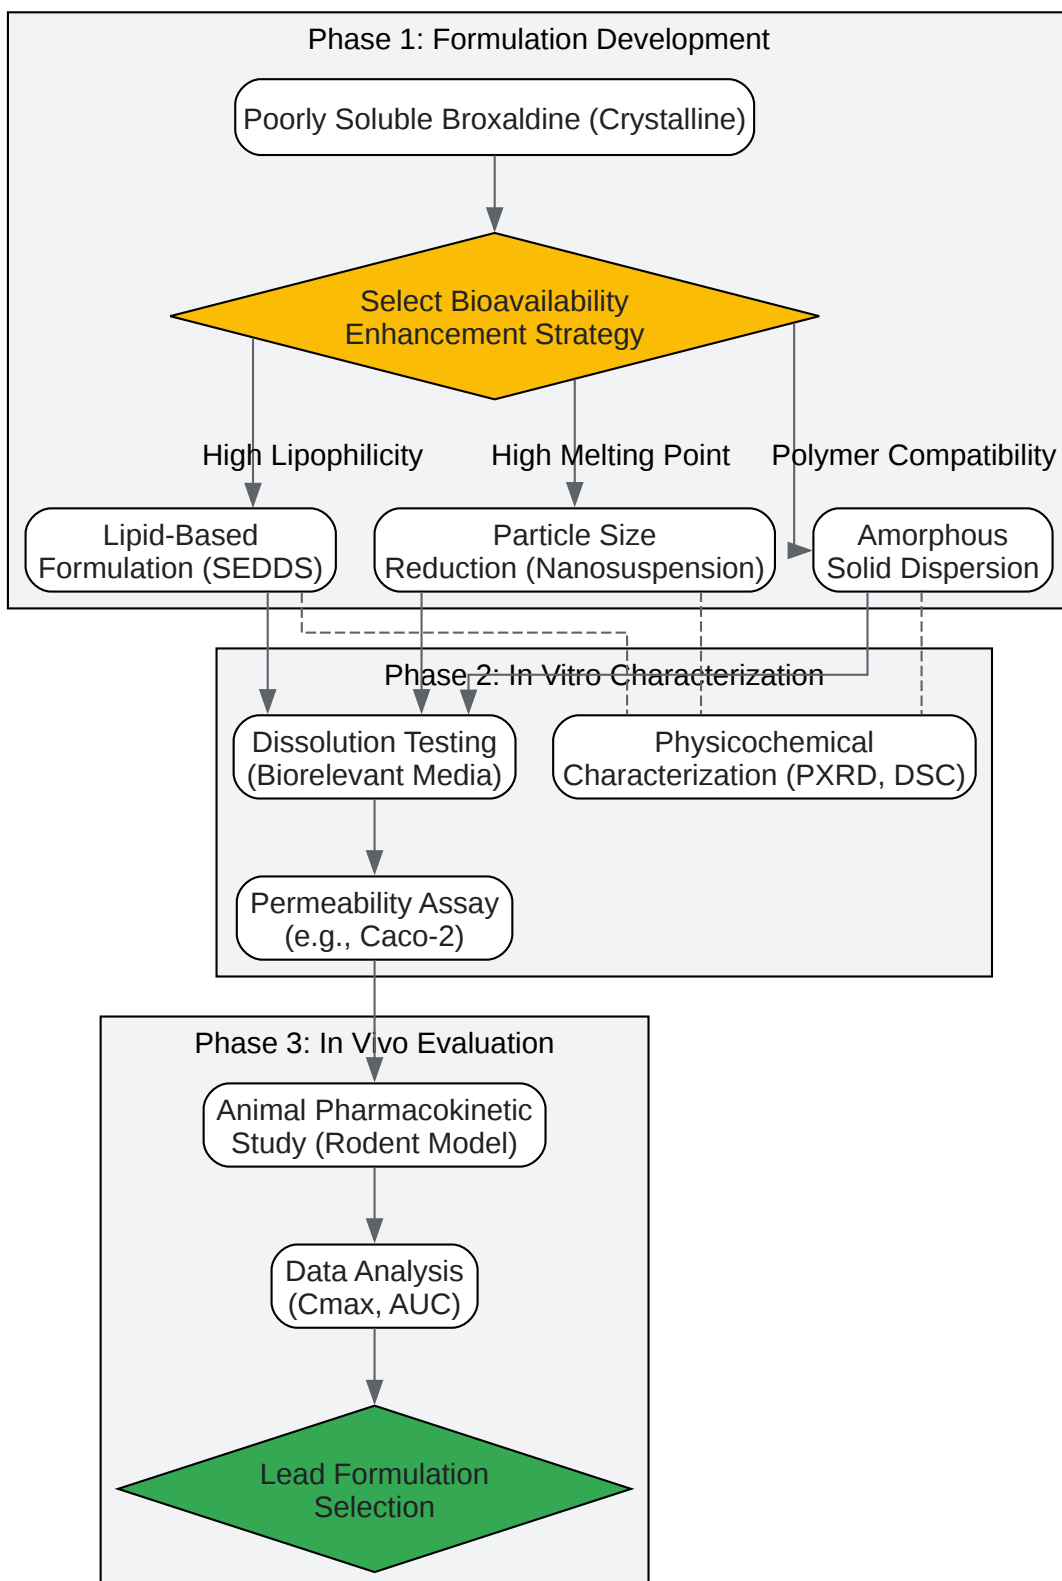 Phase 1: Formulation Development
Poorly Soluble Broxaldine (Crystalline)
Select Bioavailability
Enhancement Strategy
High Lipophilicity
High Melting Point
Polymer Compatibility
Lipid-Based
Formulation (SEDDS)
Particle Size
Reduction (Nanosuspension)
Amorphous
Solid Dispersion
Phase 2: In Vitro Characterization
Dissolution Testing
(Biorelevant Media)
Physicochemical
Characterization (PXRD, DSC)
Permeability Assay
(e.g., Caco-2)
Phase 3: In Vivo Evaluation
Animal Pharmacokinetic
Study (Rodent Model)
Data Analysis
(Cmax, AUC)
Lead Formulation
Selection